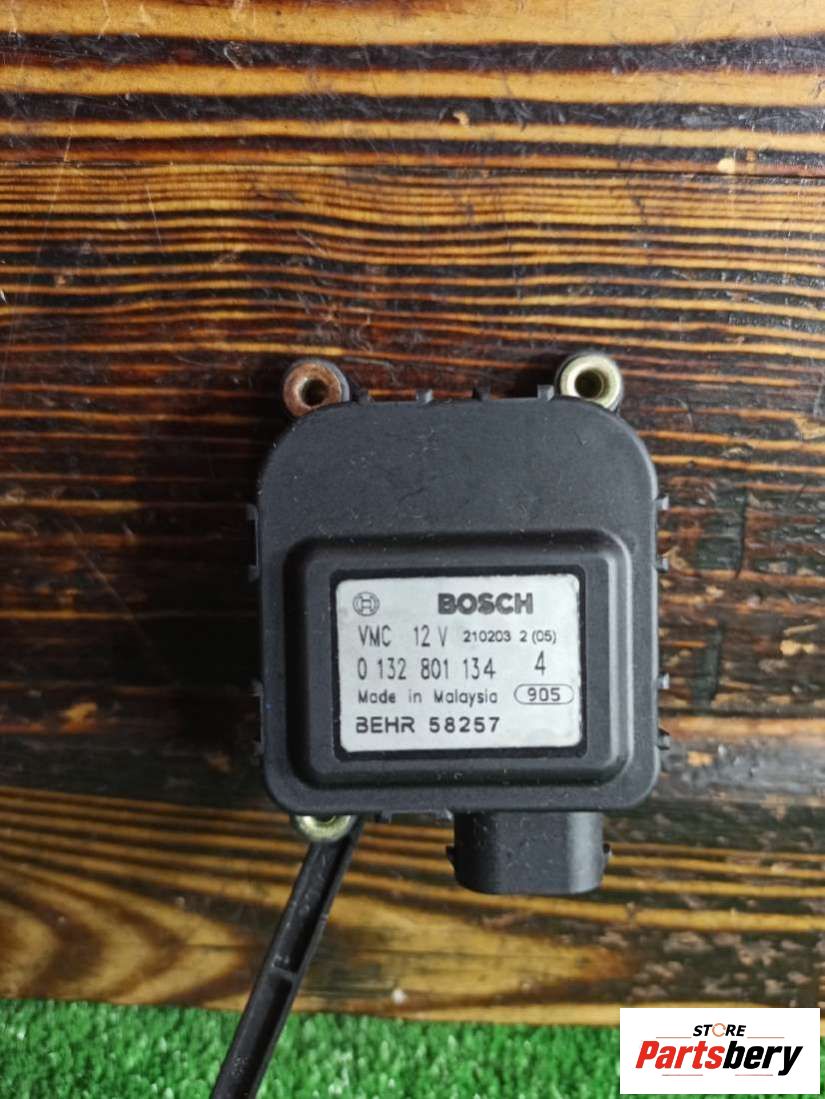 BOSCH
VMC 12 V 210203 2 (05)
0 132 801 134 4
Made in Malaysia 905
BEHR 58257
STORE
Partsbery